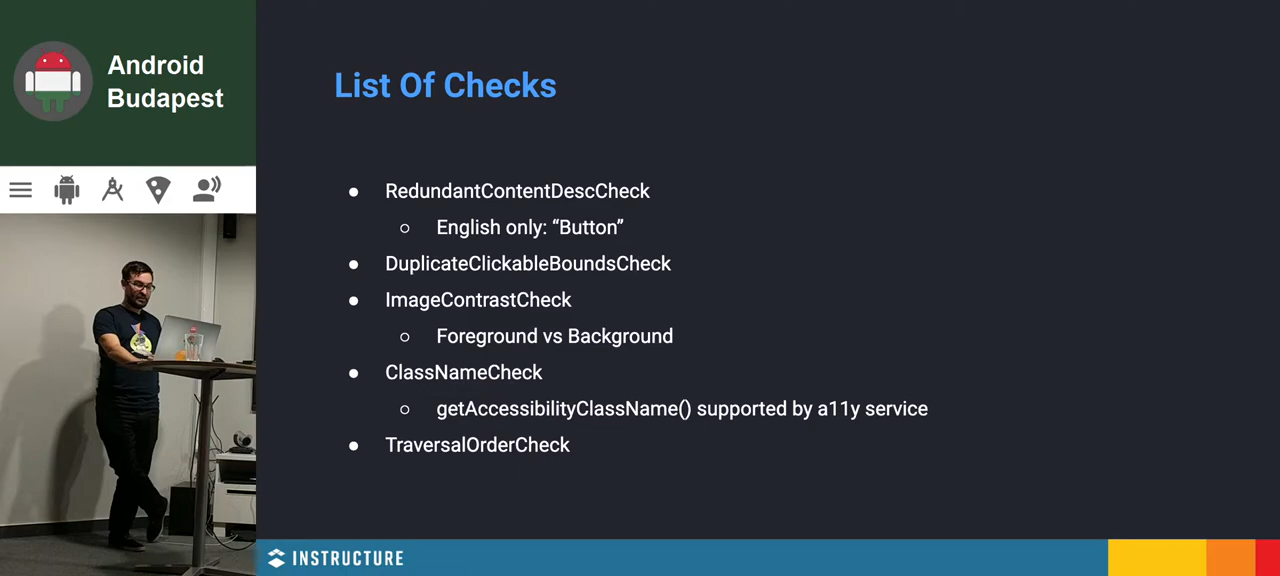 Android
Budapest
List Of Checks
● RedundantContentDescCheck
○ English only: “Button”
● DuplicateClickableBoundsCheck
● ImageContrastCheck
○ Foreground vs Background
● ClassNameCheck
○ getAccessibilityClassName() supported by a11y service
● TraversalOrderCheck
INSTRUCTURE